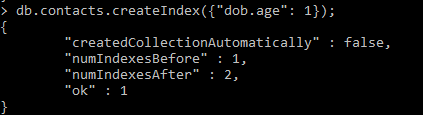 > db.contacts.createIndex({"dob.age": 1});
{
        "createdCollectionAutomatically" : false,
        "numIndexesBefore" : 1,
        "numIndexesAfter" : 2,
        "ok" : 1
}